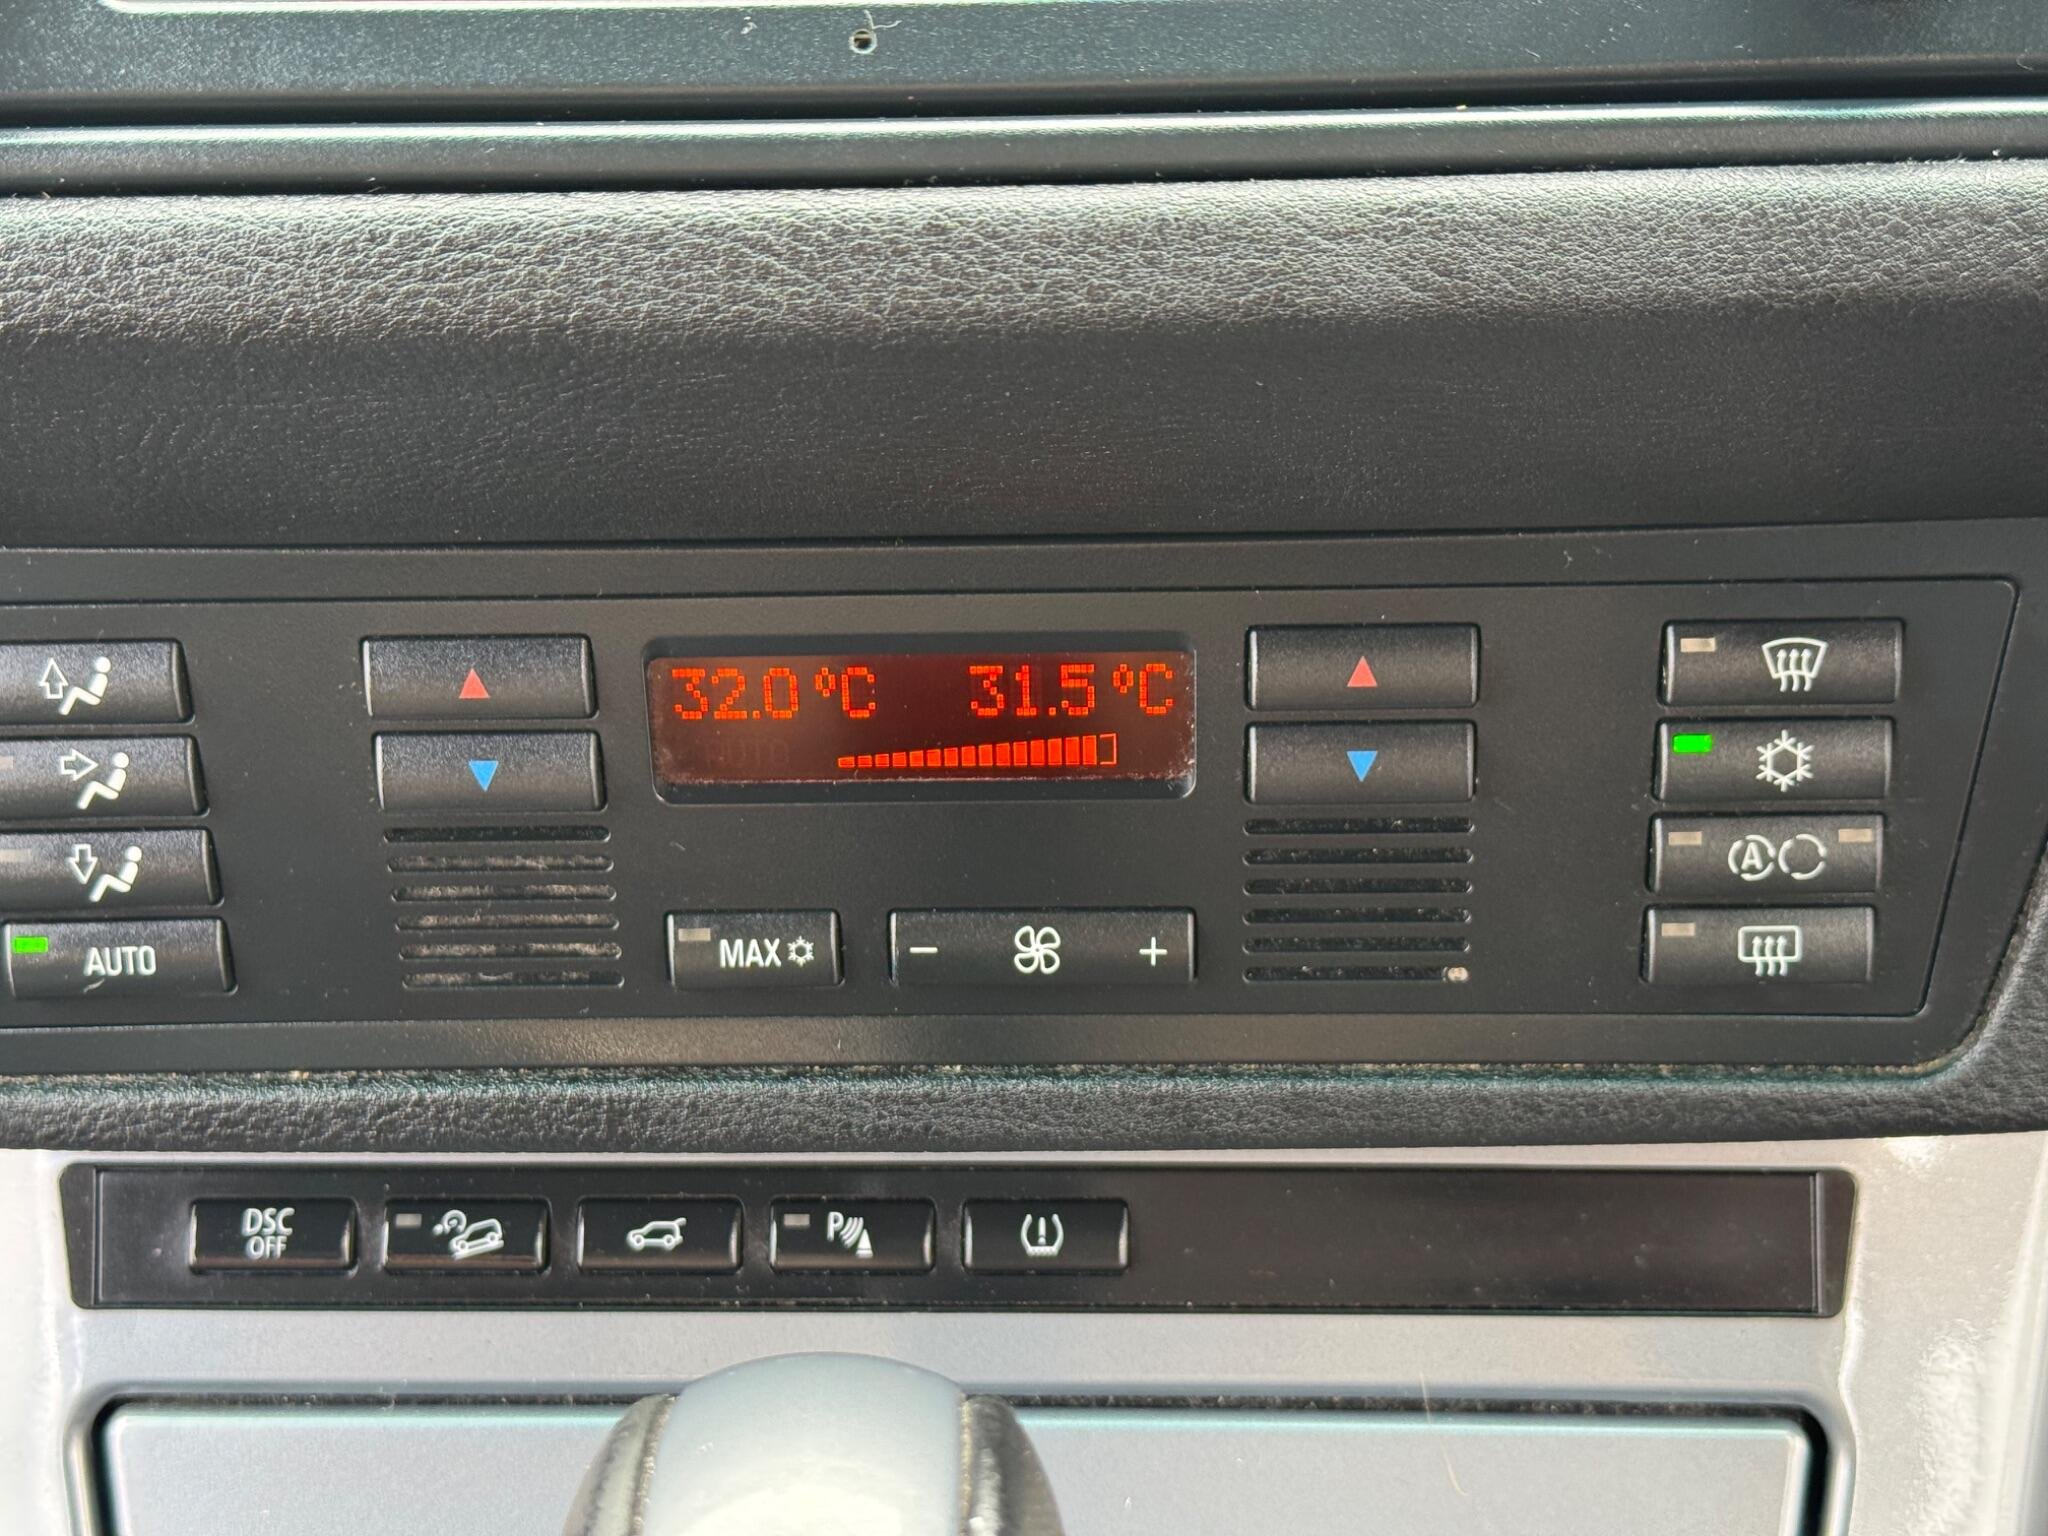 32.0 °C 31.5 °C
AUTO
MAX
- +
A
DSC
OFF
P